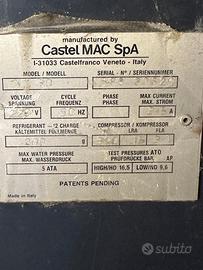 manufactured by
Castel MAC SpA
I-31033 Castelfranco Veneto - Italy
MODEL / MODELL
SERIAL - N° / SERIENNUMMER
VOLTAGE
SPANNUNG
CYCLE
FREQUENZ
PHASE
PHASE
MAX CURRENT
MAX. STROM
V
HZ
A
REFRIGERANT - CHARGE
KÄLTEMITTEL FÜLLMENGE
COMPRESSOR / KOMPRESSOR
LRA
FLA
MAX WATER PRESSURE
MAX. WASSERDRUCK
TEST PRESSURES ATO
PRÜFDRÜCKE BAR.
AP
5 ATA
HIGH/HD 16,5
LOW/ND 9,6
PATENTS PENDING
subito